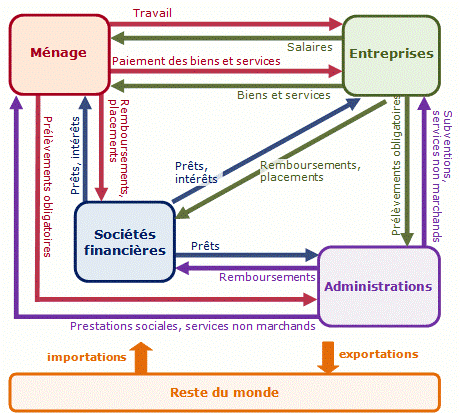 Travail
Ménage
Entreprises
Salaires
Paiement des biens et services
Biens et services
Prélèvements obligatoires
Prêts, intérêts
Remboursements,
placements
Prêts,
intérêts
Remboursements,
placements
Prélèvements obligatoires
Subventions,
services non marchands
Sociétés
financières
Prêts
Remboursements
Administrations
Prestations sociales, services non marchands
importations
exportations
Reste du monde